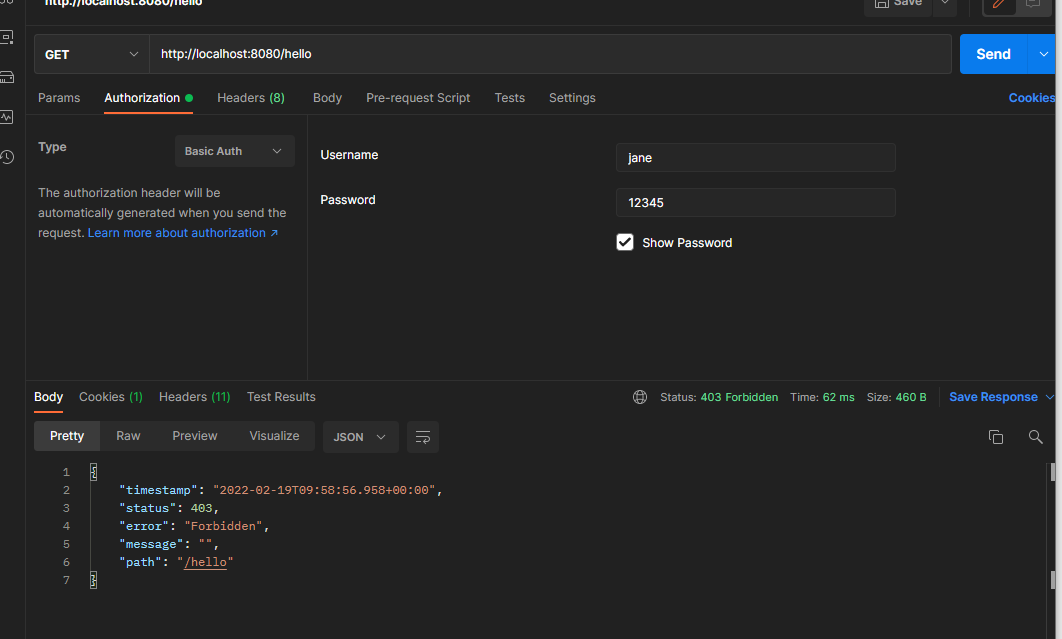 http://localhost:8080/hello Save
GET http://localhost:8080/hello Send
Params Authorization Headers (8) Body Pre-request Script Tests Settings Cookies
Type Basic Auth
The authorization header will be
automatically generated when you send the
request. Learn more about authorization ↗
Username jane
Password 12345
Show Password
Body Cookies (1) Headers (11) Test Results Status: 403 Forbidden Time: 62 ms Size: 460 B Save Response
Pretty Raw Preview Visualize JSON
1 {
2 "timestamp": "2022-02-19T09:58:56.958+00:00",
3 "status": 403,
4 "error": "Forbidden",
5 "message": "",
6 "path": "/hello"
7 }